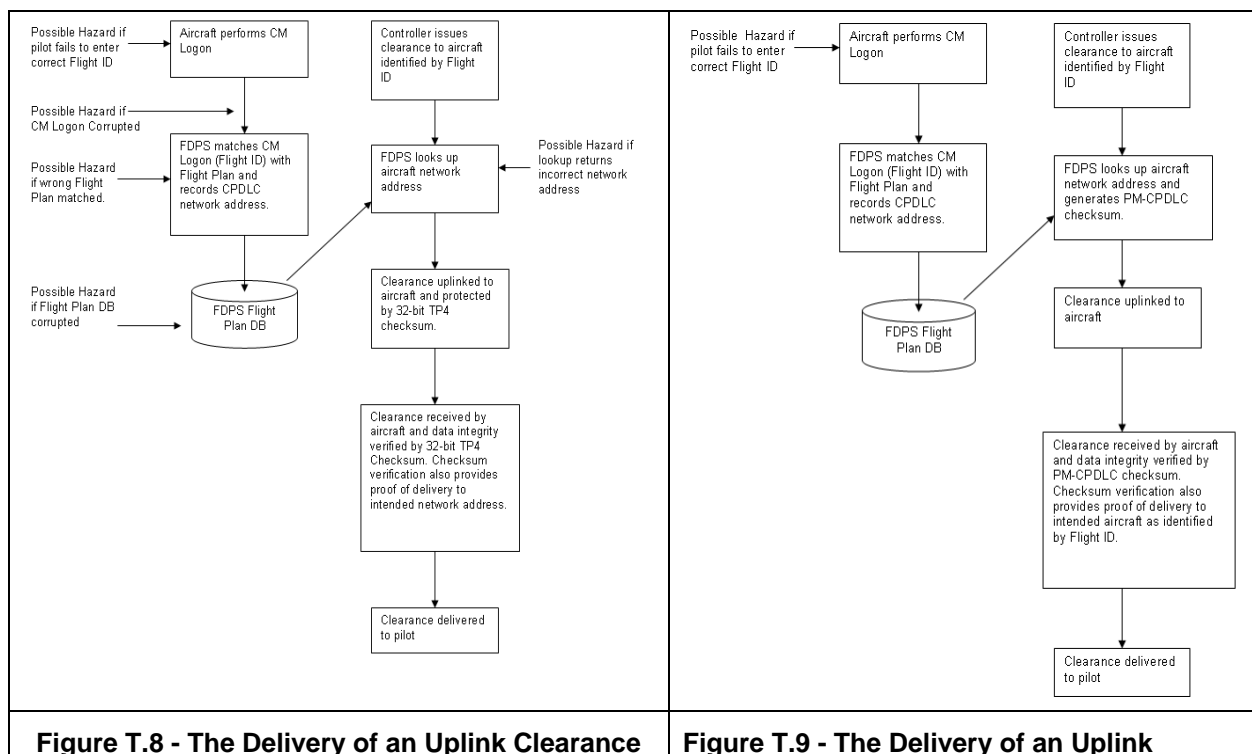 Possible Hazard if
pilot fails to enter
correct Flight ID
Aircraft performs CM
Logon
Controller issues
clearance to aircraft
identified by Flight
ID
Possible Hazard if
CM Logon Corrupted
FDPS matches CM
Logon (Flight ID) with
Flight Plan and
records CPDLC
network address.
Possible Hazard
if wrong Flight
Plan matched.
FDPS looks up
aircraft network
address
Possible Hazard if
lookup returns
incorrect network
address
Possible Hazard
if Flight Plan DB
corrupted
FDPS Flight
Plan DB
Clearance uplinked to
aircraft and protected
by 32-bit TP4
checksum.
Clearance received by
aircraft and data integrity
verified by 32-bit TP4
Checksum. Checksum
verification also provides
proof of delivery to
intended network address.
Clearance delivered
to pilot
Figure T.8 - The Delivery of an Uplink Clearance
Possible Hazard if
pilot fails to enter
correct Flight ID
Aircraft performs CM
Logon
Controller issues
clearance to aircraft
identified by Flight
ID
FDPS matches CM
Logon (Flight ID) with
Flight Plan and
records CPDLC
network address.
FDPS looks up aircraft
network address and
generates PM-CPDLC
checksum.
FDPS Flight
Plan DB
Clearance uplinked to
aircraft
Clearance received by aircraft
and data integrity verified by
PM-CPDLC checksum.
Checksum verification also
provides proof of delivery to
intended aircraft as identified
by Flight ID.
Clearance delivered
to pilot
Figure T.9 - The Delivery of an Uplink